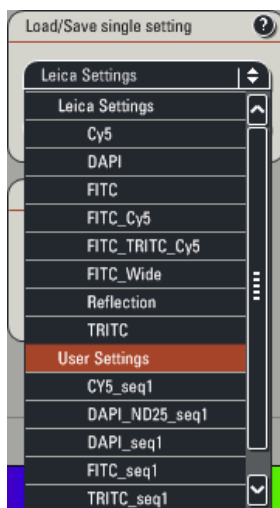 Load/Save single setting
Leica Settings
Leica Settings
Cy5
DAPI
FITC
FITC_Cy5
FITC_TRITC_Cy5
FITC_Wide
Reflection
TRITC
User Settings
CY5_seq1
DAPI_ND25_seq1
DAPI_seq1
FITC_seq1
TRITC_seq1